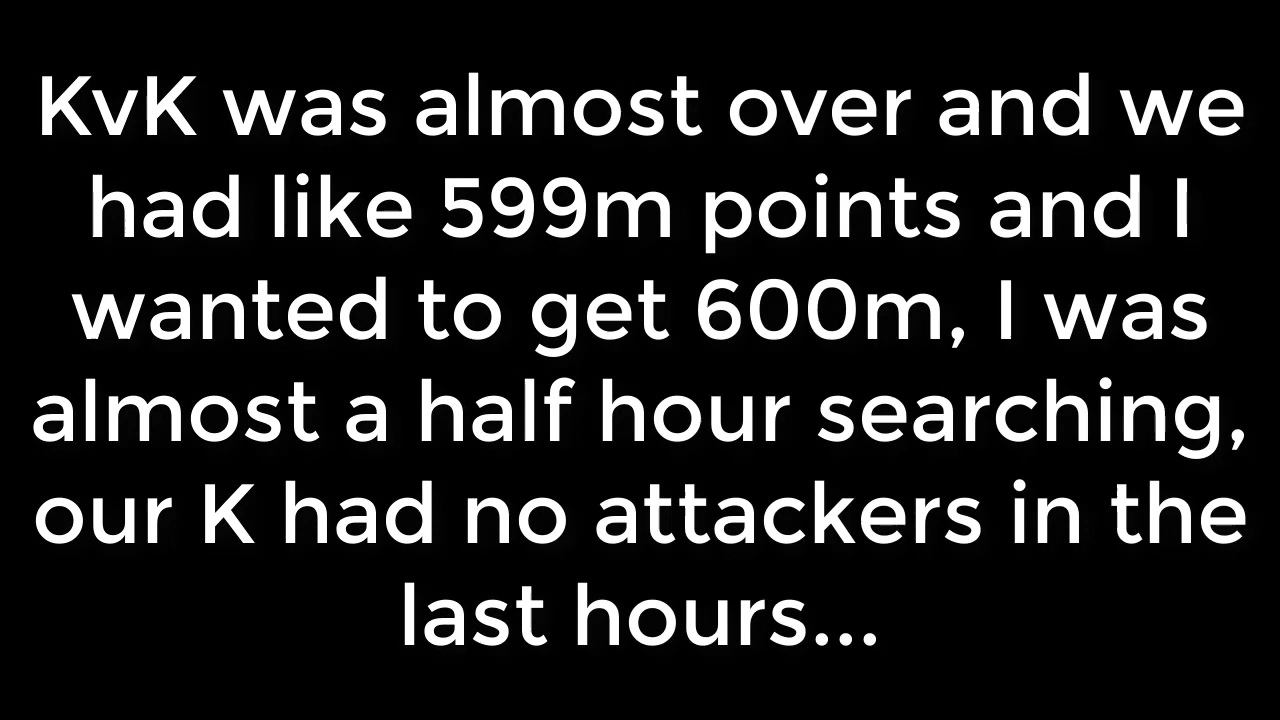 KvK was almost over and we
had like 599m points and I
wanted to get 600m, I was
almost a half hour searching,
our K had no attackers in the
last hours...